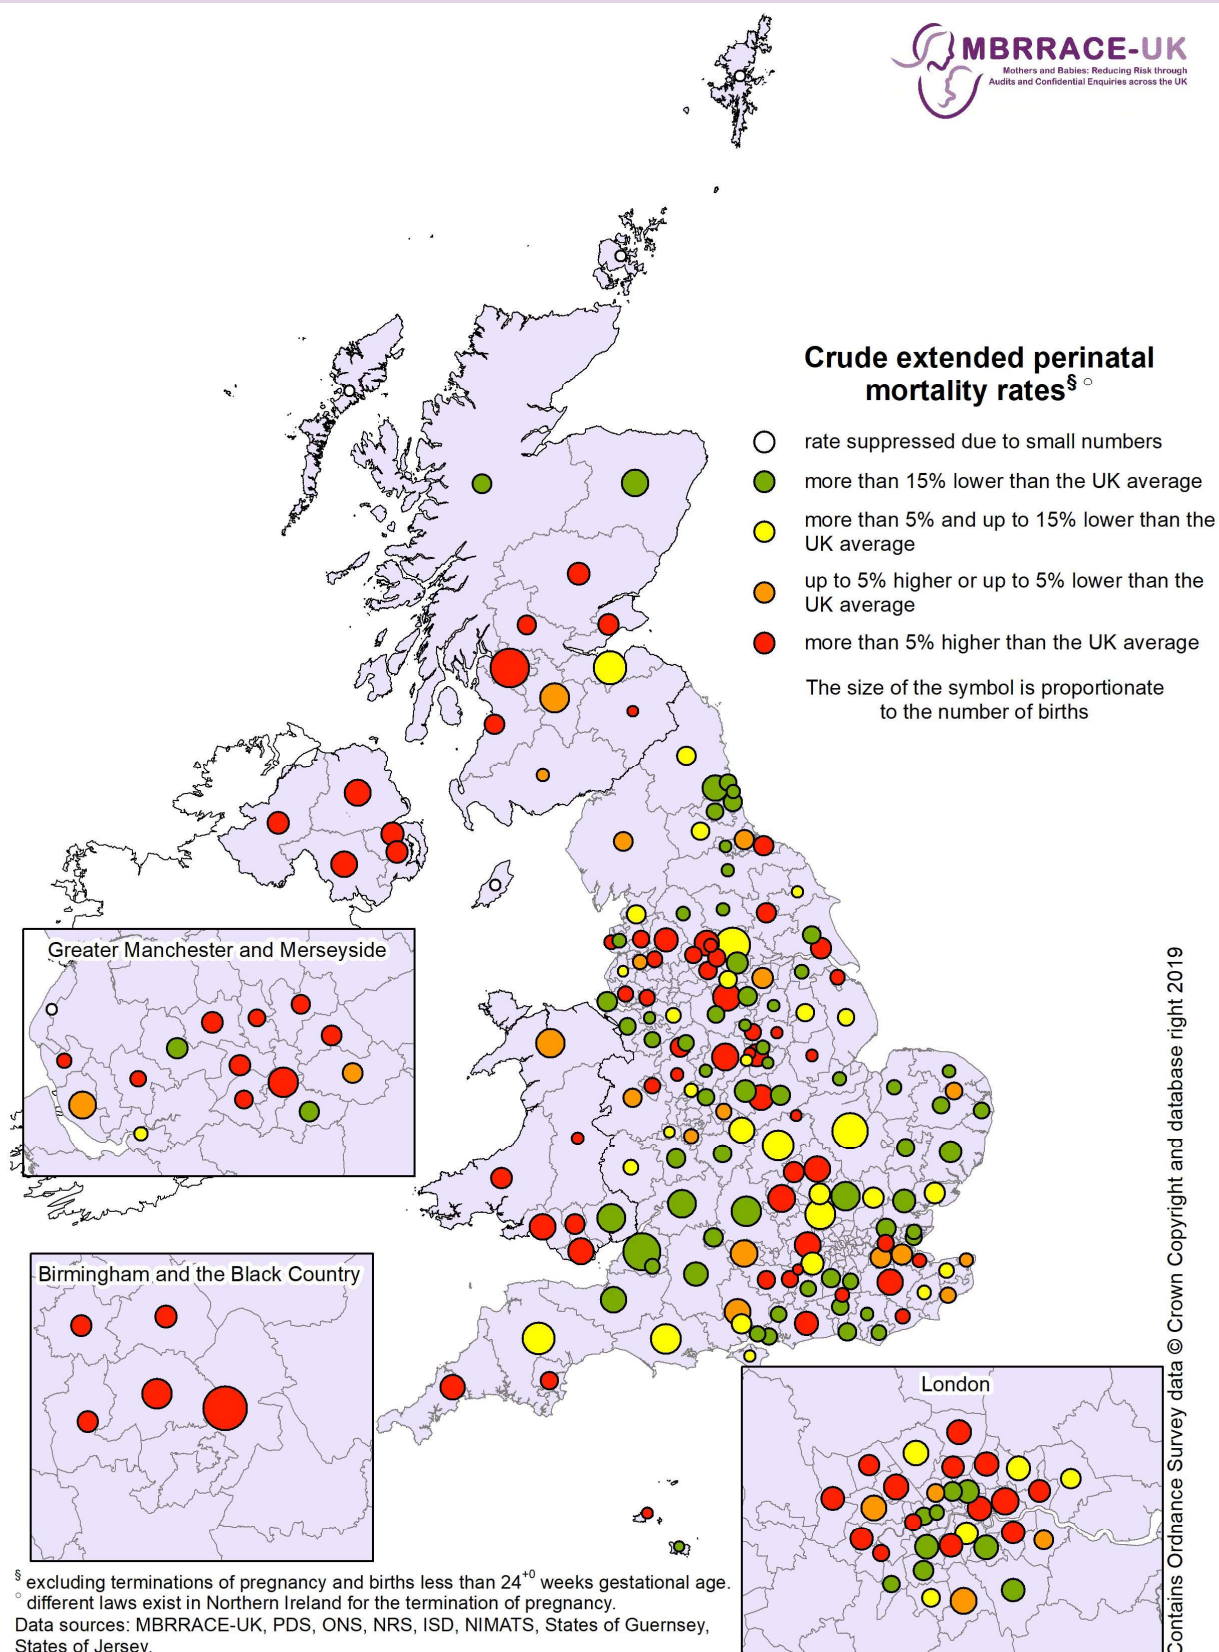 MBRRACE-UK
Mothers and Babies: Reducing Risk through
Audits and Confidential Enquiries across the UK
Crude extended perinatal
mortality rates§ ○
rate suppressed due to small numbers
more than 15% lower than the UK average
more than 5% and up to 15% lower than the
UK average
up to 5% higher or up to 5% lower than the
UK average
more than 5% higher than the UK average
The size of the symbol is proportionate
to the number of births
Greater Manchester and Merseyside
Birmingham and the Black Country
London
§ excluding terminations of pregnancy and births less than 24+0 weeks gestational age.
○ different laws exist in Northern Ireland for the termination of pregnancy.
Data sources: MBRRACE-UK, PDS, ONS, NRS, ISD, NIMATS, States of Guernsey,
States of Jersey.
Contains Ordnance Survey data © Crown Copyright and database right 2019